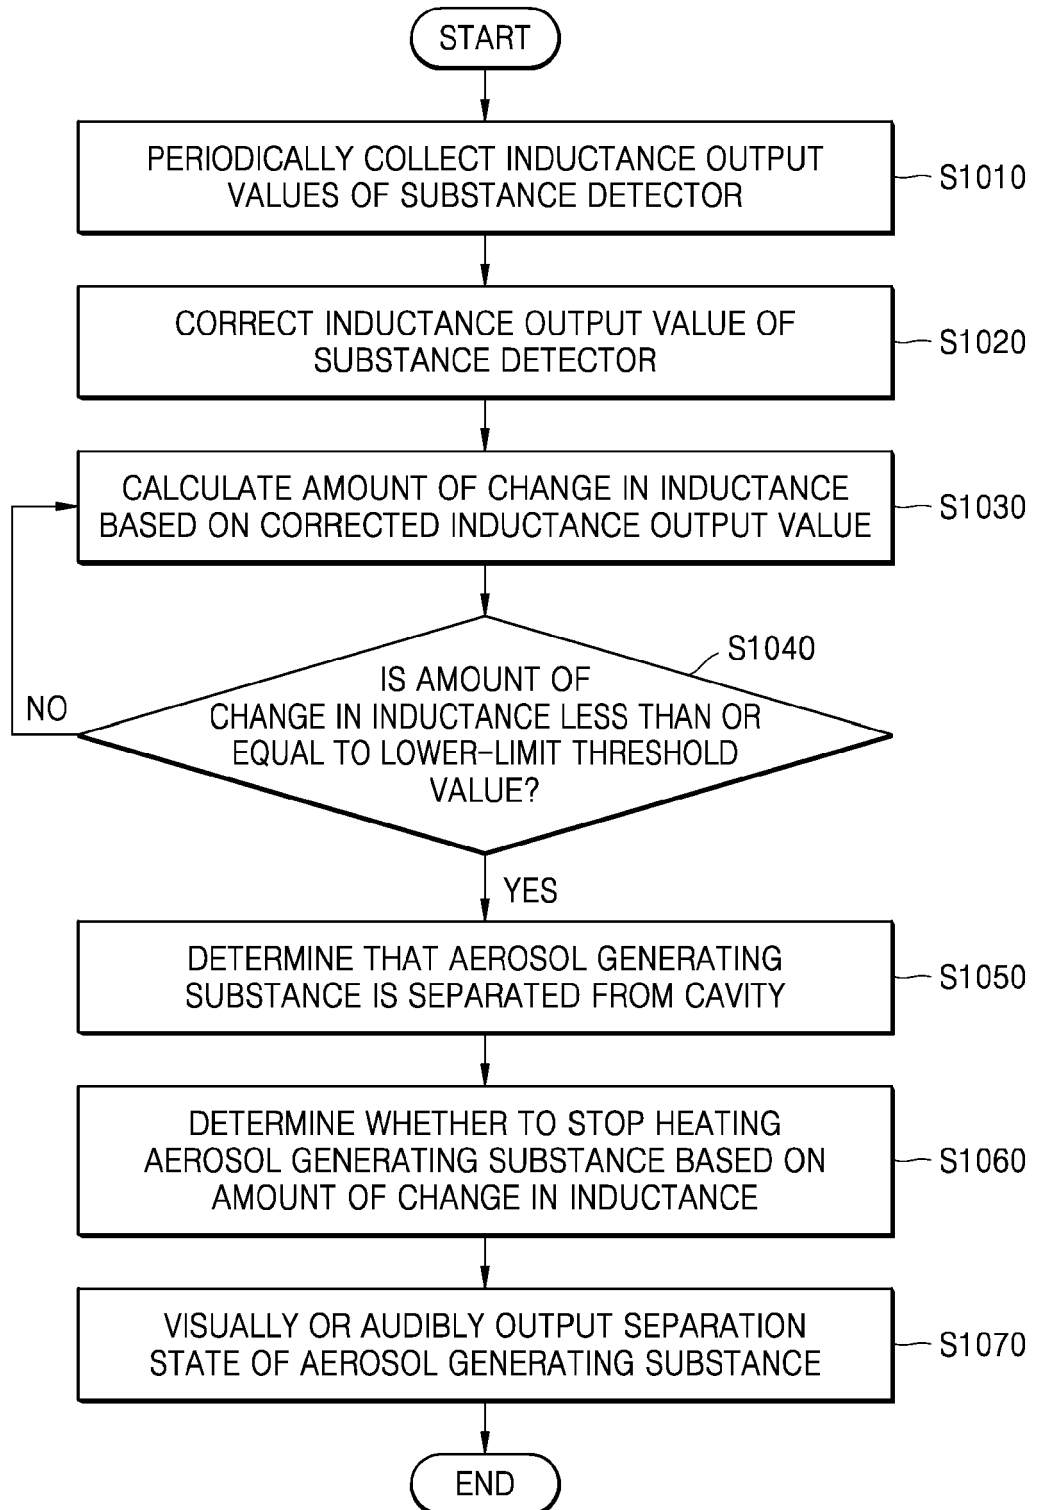 START
PERIODICALLY COLLECT INDUCTANCE OUTPUT
VALUES OF SUBSTANCE DETECTOR
S1010
CORRECT INDUCTANCE OUTPUT VALUE OF
SUBSTANCE DETECTOR
S1020
CALCULATE AMOUNT OF CHANGE IN INDUCTANCE
BASED ON CORRECTED INDUCTANCE OUTPUT VALUE
S1030
S1040
IS AMOUNT OF
CHANGE IN INDUCTANCE LESS THAN OR
EQUAL TO LOWER-LIMIT THRESHOLD
VALUE?
NO
YES
DETERMINE THAT AEROSOL GENERATING
SUBSTANCE IS SEPARATED FROM CAVITY
S1050
DETERMINE WHETHER TO STOP HEATING
AEROSOL GENERATING SUBSTANCE BASED ON
AMOUNT OF CHANGE IN INDUCTANCE
S1060
VISUALLY OR AUDIBLY OUTPUT SEPARATION
STATE OF AEROSOL GENERATING SUBSTANCE
S1070
END